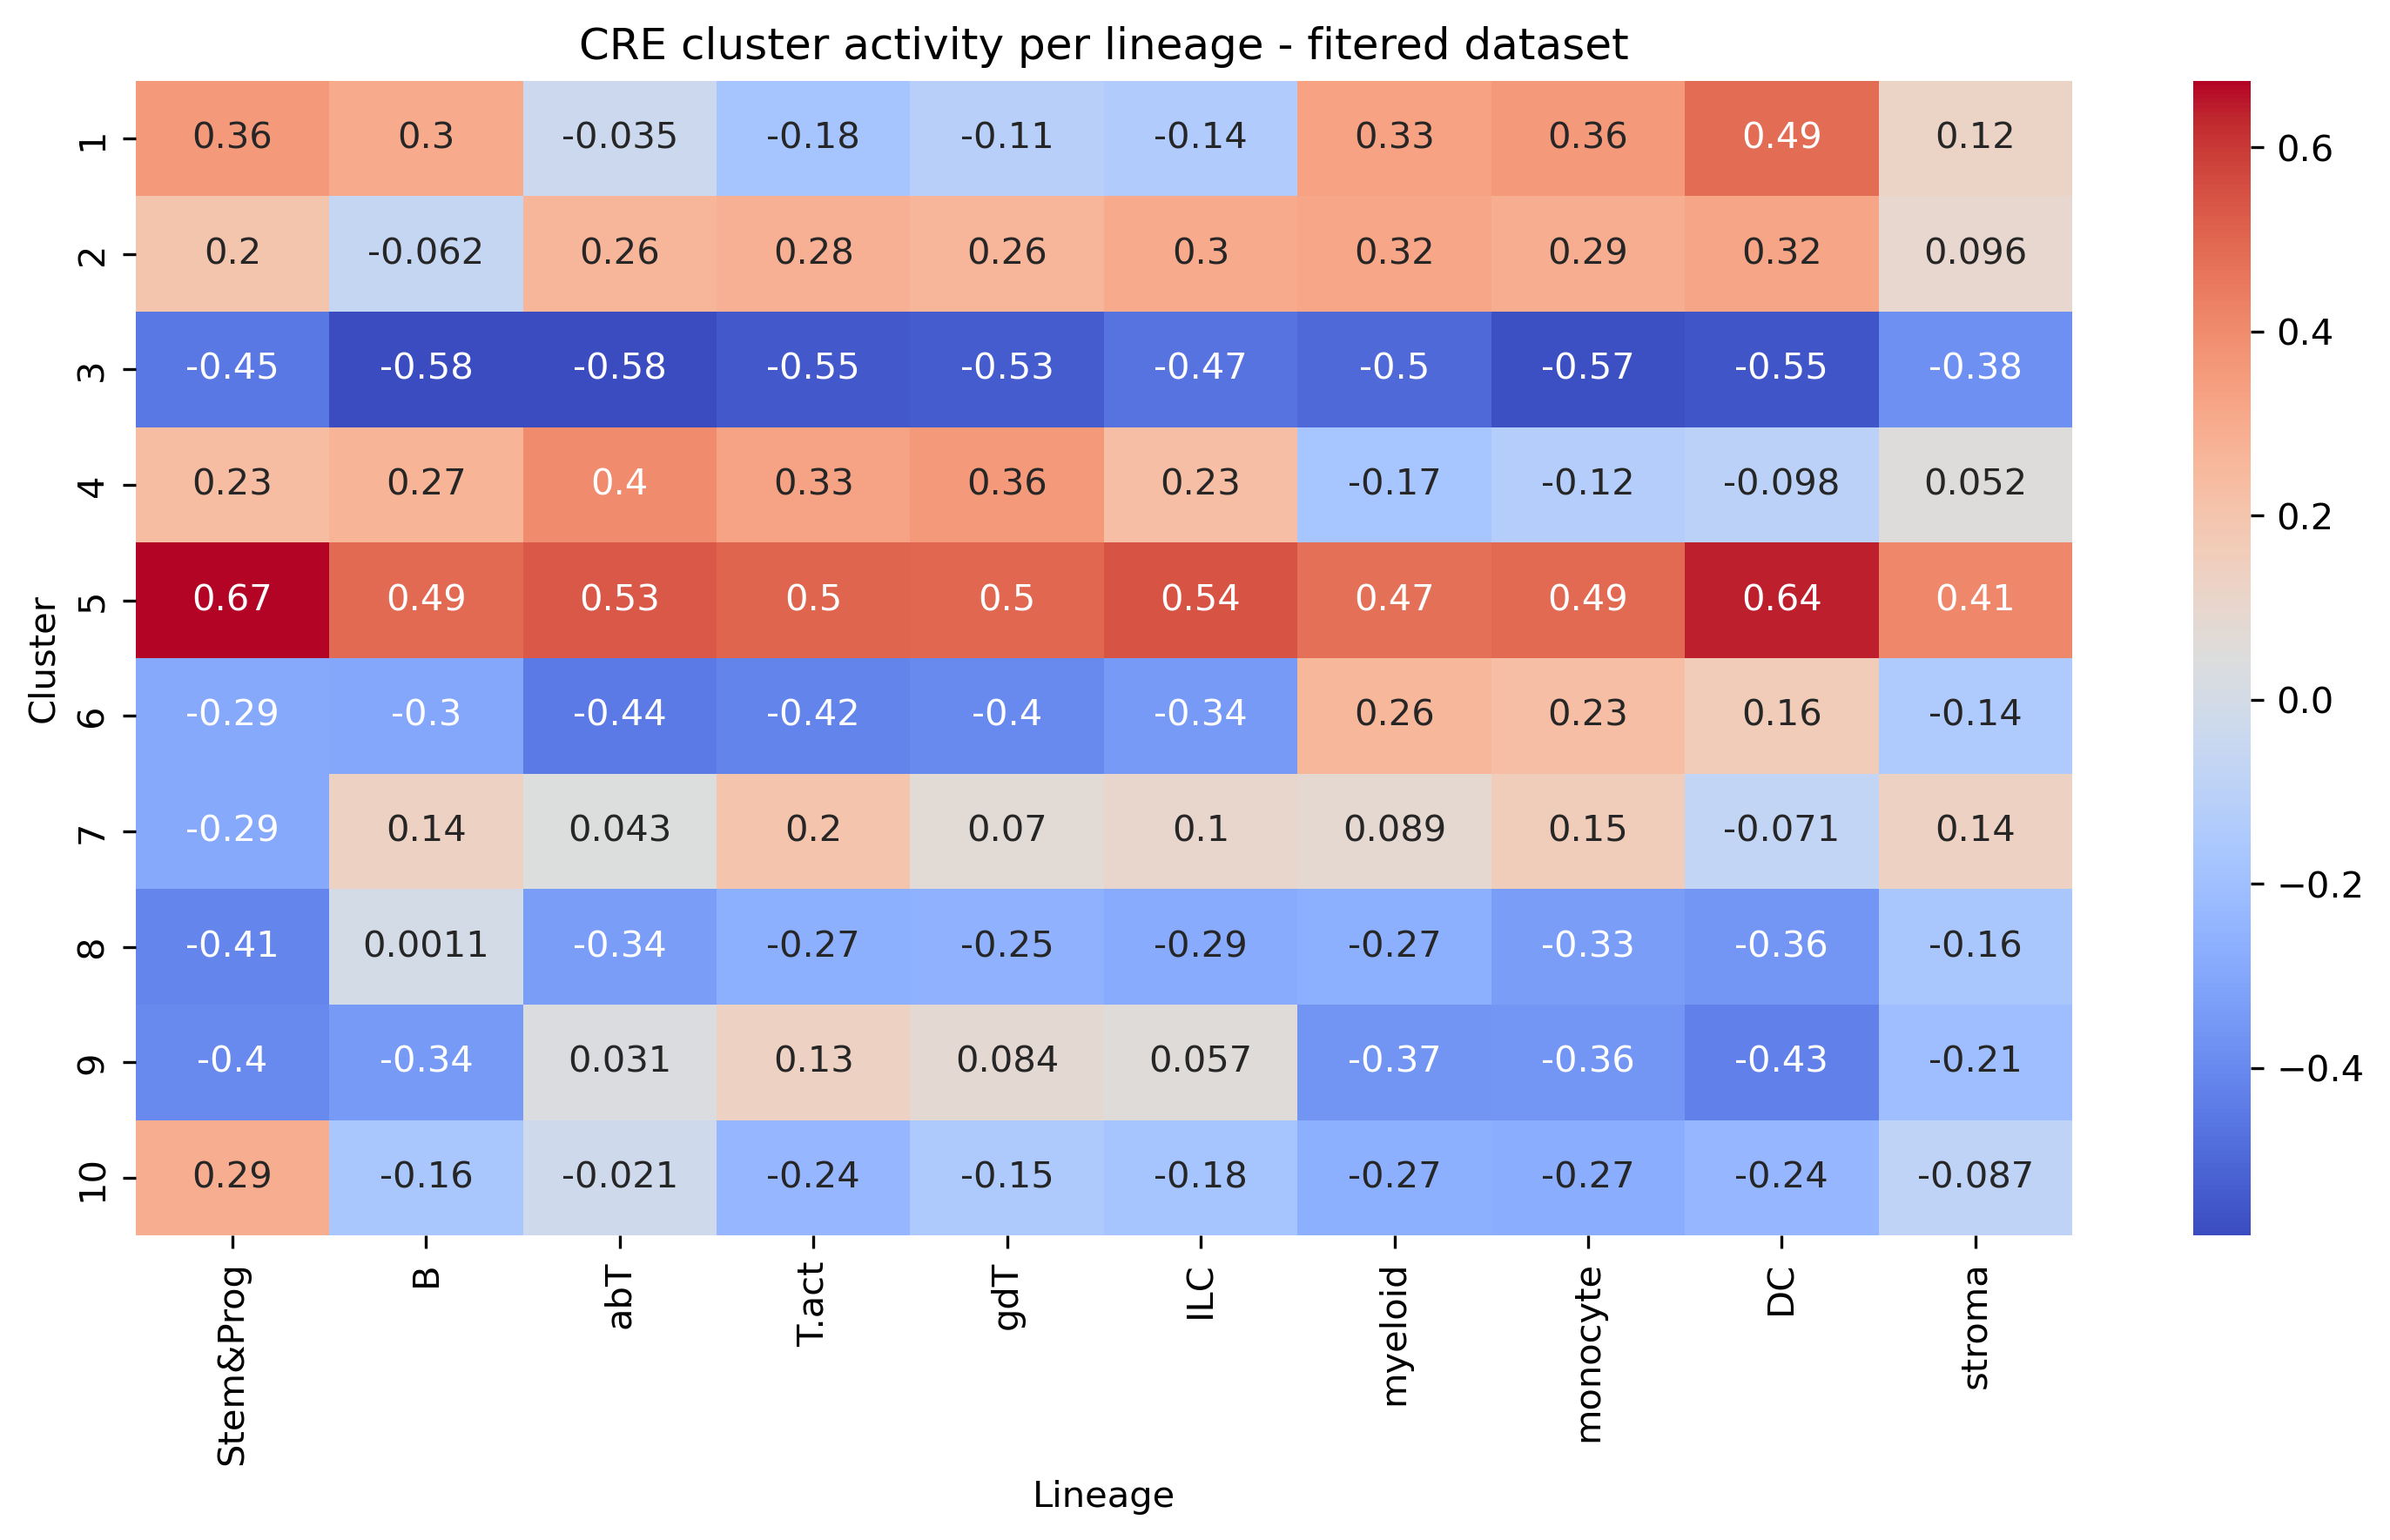 CRE cluster activity per lineage - fitered dataset
1 0.36 0.3 -0.035 -0.18 -0.11 -0.14 0.33 0.36 0.49 0.12
2 0.2 -0.062 0.26 0.28 0.26 0.3 0.32 0.29 0.32 0.096
3 -0.45 -0.58 -0.58 -0.55 -0.53 -0.47 -0.5 -0.57 -0.55 -0.38
4 0.23 0.27 0.4 0.33 0.36 0.23 -0.17 -0.12 -0.098 0.052
5 0.67 0.49 0.53 0.5 0.5 0.54 0.47 0.49 0.64 0.41
6 -0.29 -0.3 -0.44 -0.42 -0.4 -0.34 0.26 0.23 0.16 -0.14
7 -0.29 0.14 0.043 0.2 0.07 0.1 0.089 0.15 -0.071 0.14
8 -0.41 0.0011 -0.34 -0.27 -0.25 -0.29 -0.27 -0.33 -0.36 -0.16
9 -0.4 -0.34 0.031 0.13 0.084 0.057 -0.37 -0.36 -0.43 -0.21
10 0.29 -0.16 -0.021 -0.24 -0.15 -0.18 -0.27 -0.27 -0.24 -0.087
Cluster
Stem&Prog B abT T.act gdT ILC myeloid monocyte DC stroma
Lineage
0.6
0.4
0.2
0.0
−0.2
−0.4